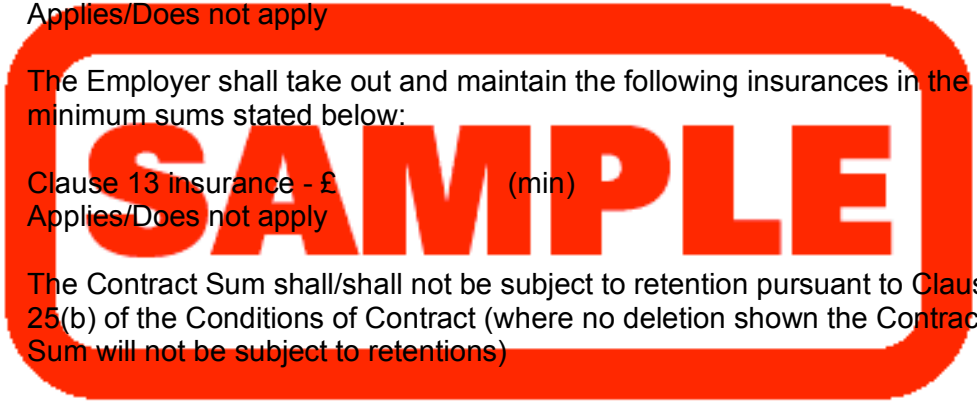 Applies/Does not apply
The Employer shall take out and maintain the following insurances in the
minimum sums stated below:
SAMPLE
Clause 13 insurance - £ (min)
Applies/Does not apply
The Contract Sum shall/shall not be subject to retention pursuant to Claus
25(b) of the Conditions of Contract (where no deletion shown the Contrac
Sum will not be subject to retentions)